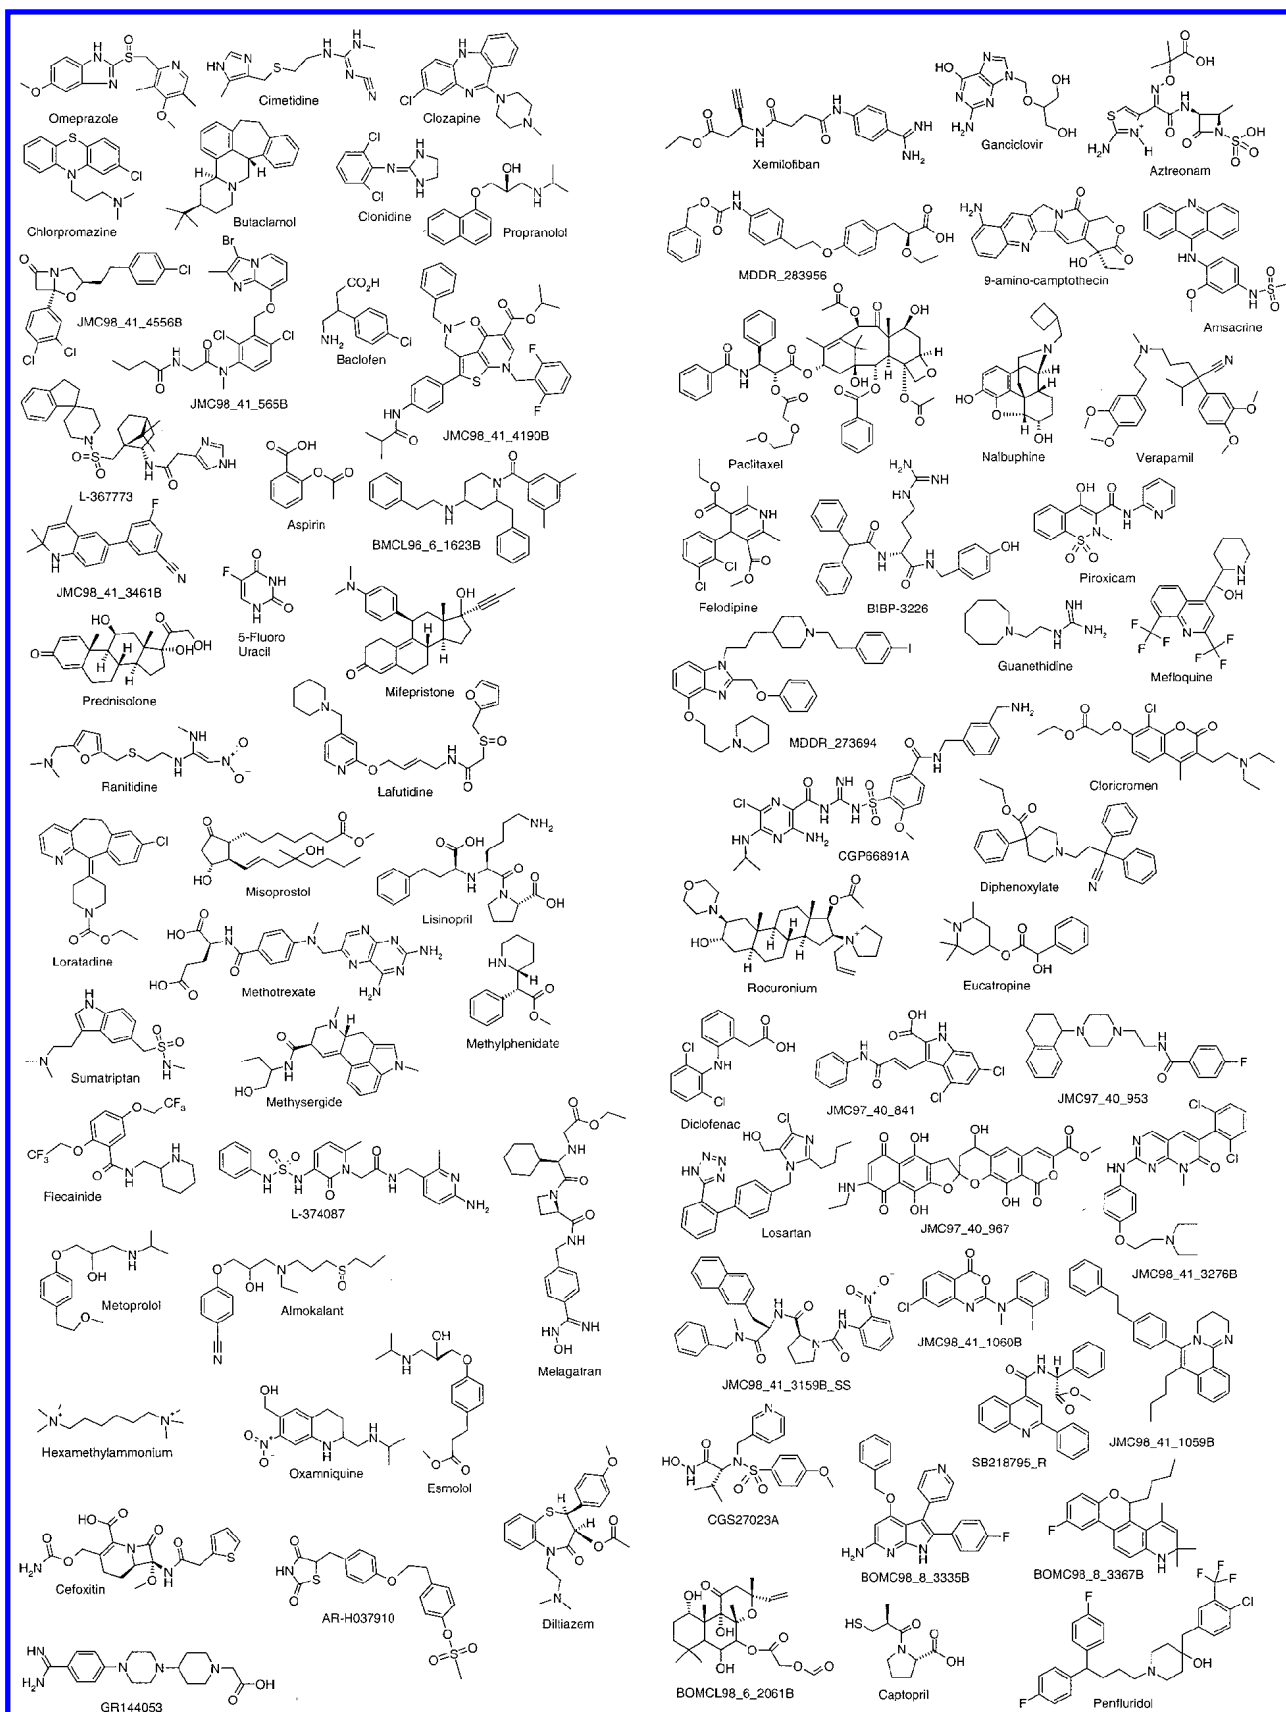 Omeprazole
Cimetidine
Clozapine
Chlorpromazine
Butaclamol
Clonidine
Propranolol
JMC98_41_4556B
JMC98_41_565B
Baclofen
JMC98_41_4190B
L-367773
Aspirin
BMCL96_6_1623B
JMC98_41_3461B
5-Fluoro
Uracil
Mifepristone
Prednisolone
Ranitidine
Lafutidine
Loratadine
Misoprostol
Lisinopril
Methotrexate
Methylphenidate
Sumatriptan
Methysergide
Flecainide
L-374087
Melagatran
Metoprolol
Almokalant
Hexamethylammonium
Oxamniquine
Esmolol
Cefoxitin
AR-H037910
Diltiazem
GR144053
Xemilofiban
Ganciclovir
Aztreonam
MDDR_283956
9-amino-camptothecin
Amsacrine
Paclitaxel
Nalbuphine
Verapamil
Felodipine
BIBP-3226
Piroxicam
Guanethidine
Mefloquine
MDDR_273694
Cloricromen
CGP66891A
Diphenoxylate
Rocuronium
Eucatropine
Diclofenac
JMC97_40_841
JMC97_40_953
Losartan
JMC97_40_967
JMC98_41_3276B
JMC98_41_3159B_SS
JMC98_41_1060B
SB218795_R
JMC98_41_1059B
CGS27023A
BOMC98_8_3335B
BOMC98_8_3367B
BOMCL98_6_2061B
Captopril
Penfluridol